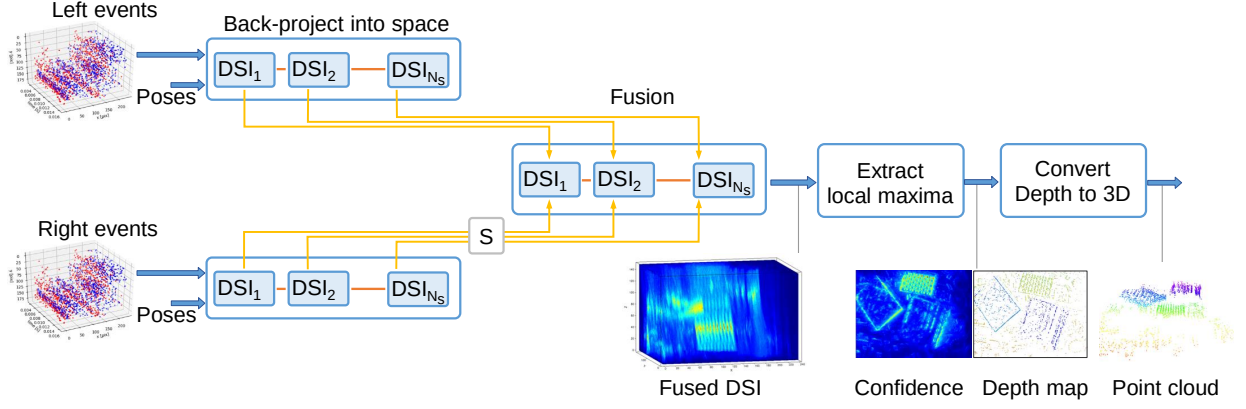 Left events
Back-project into space
DSI1 DSI2 DSINs
Poses
Fusion
DSI1 DSI2 DSINs
Extract
local maxima
Convert
Depth to 3D
Right events
S
DSI1 DSI2 DSINs
Poses
Fused DSI
Confidence
Depth map
Point cloud